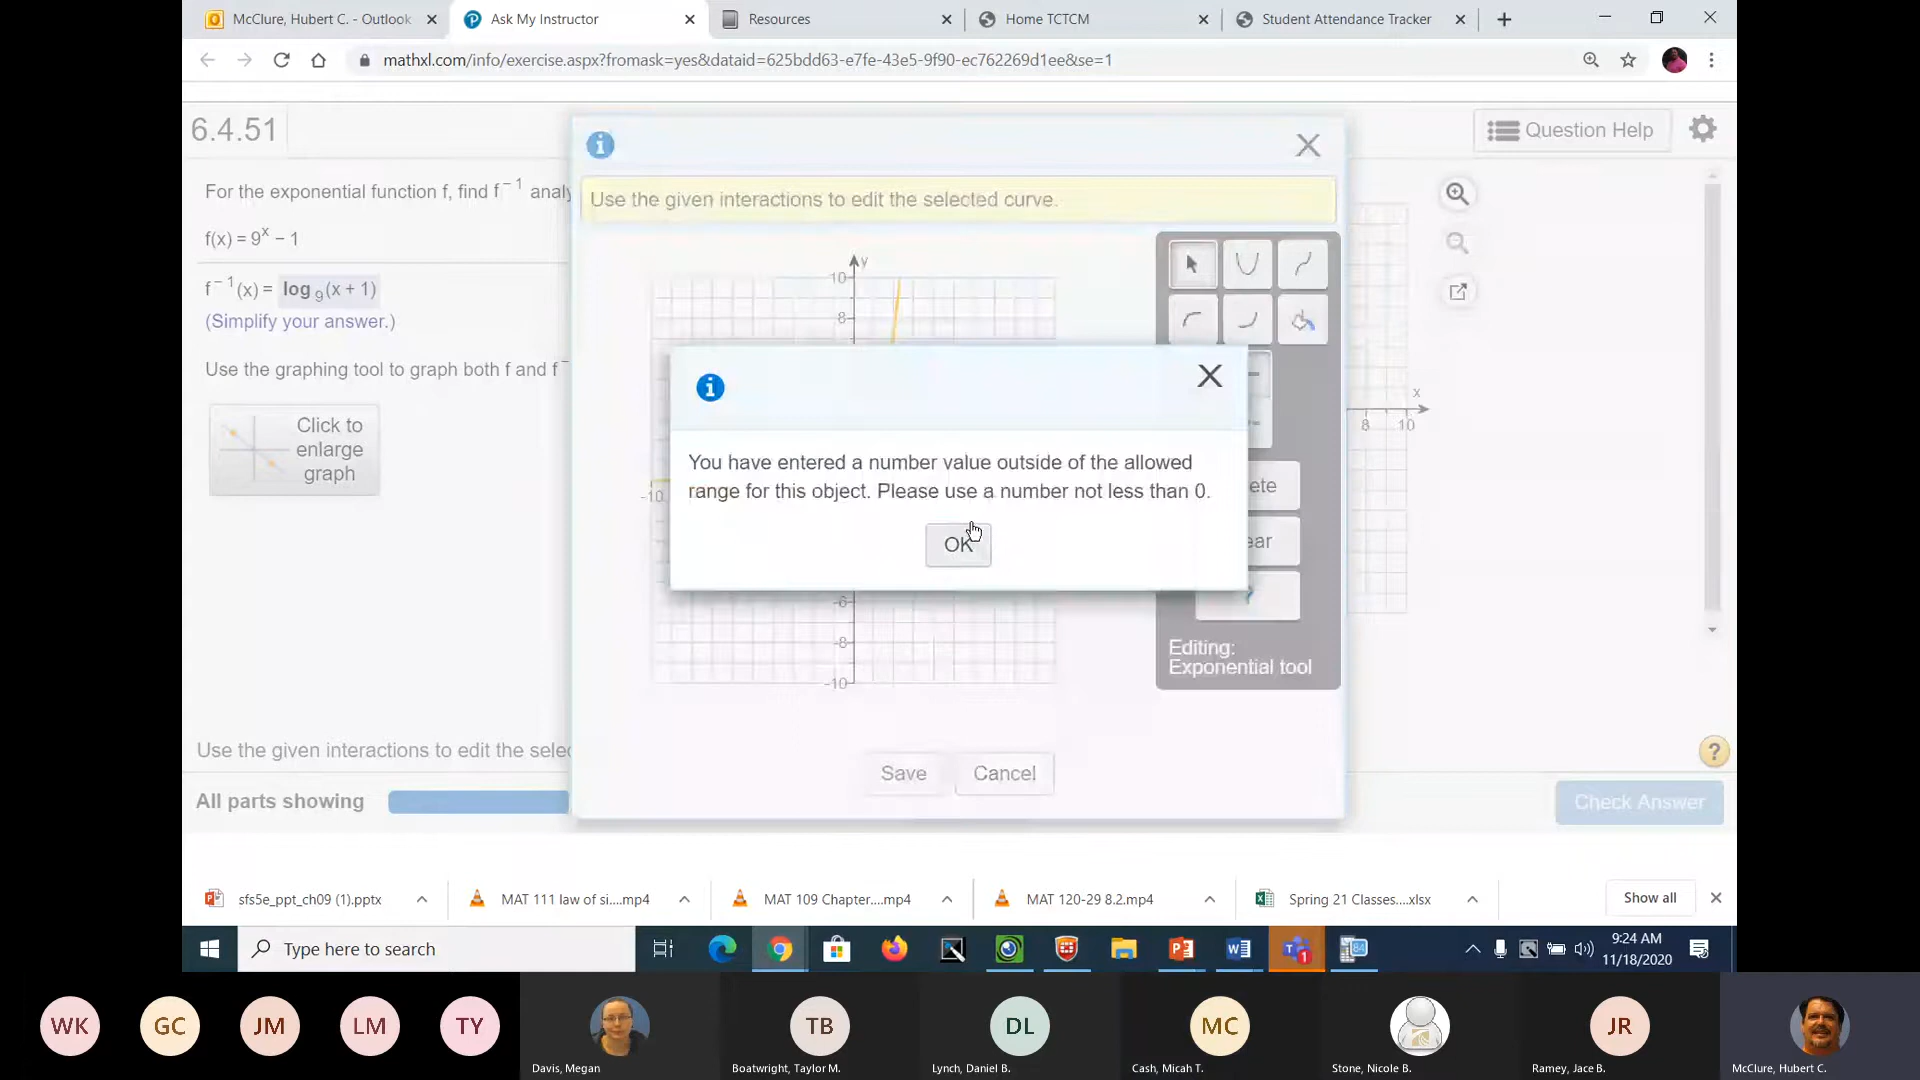 McClure, Hubert C. - Outlook
Ask My Instructor
Resources
Home TCTCM
Student Attendance Tracker
mathxl.com/info/exercise.aspx?fromask=yes&dataid=625bdd63-e7fe-43e5-9f90-ec762269d1ee&se=1
6.4.51
Question Help
For the exponential function f, find f⁻¹
Use the given interactions to edit the selected curve.
f(x) = 9ˣ − 1
f⁻¹(x) = log₉(x + 1)
(Simplify your answer.)
Use the graphing tool to graph both f and f⁻
Click to
enlarge
graph
y
10
8
-10
-6
-8
-10
x
8 10
You have entered a number value outside of the allowed
range for this object. Please use a number not less than 0.
OK
ete
ear
Editing:
Exponential tool
Save
Cancel
Use the given interactions to edit the
All parts showing
Check Answer
?
sfs5e_ppt_ch09 (1).pptx
MAT 111 law of si....mp4
MAT 109 Chapter....mp4
MAT 120-29 8.2.mp4
Spring 21 Classes....xlsx
Show all
Type here to search
9:24 AM
11/18/2020
WK
GC
JM
LM
TY
TB
DL
MC
JR
Davis, Megan
Boatwright, Taylor M.
Lynch, Daniel B.
Cash, Micah T.
Stone, Nicole B.
Ramey, Jace B.
McClure, Hubert C.